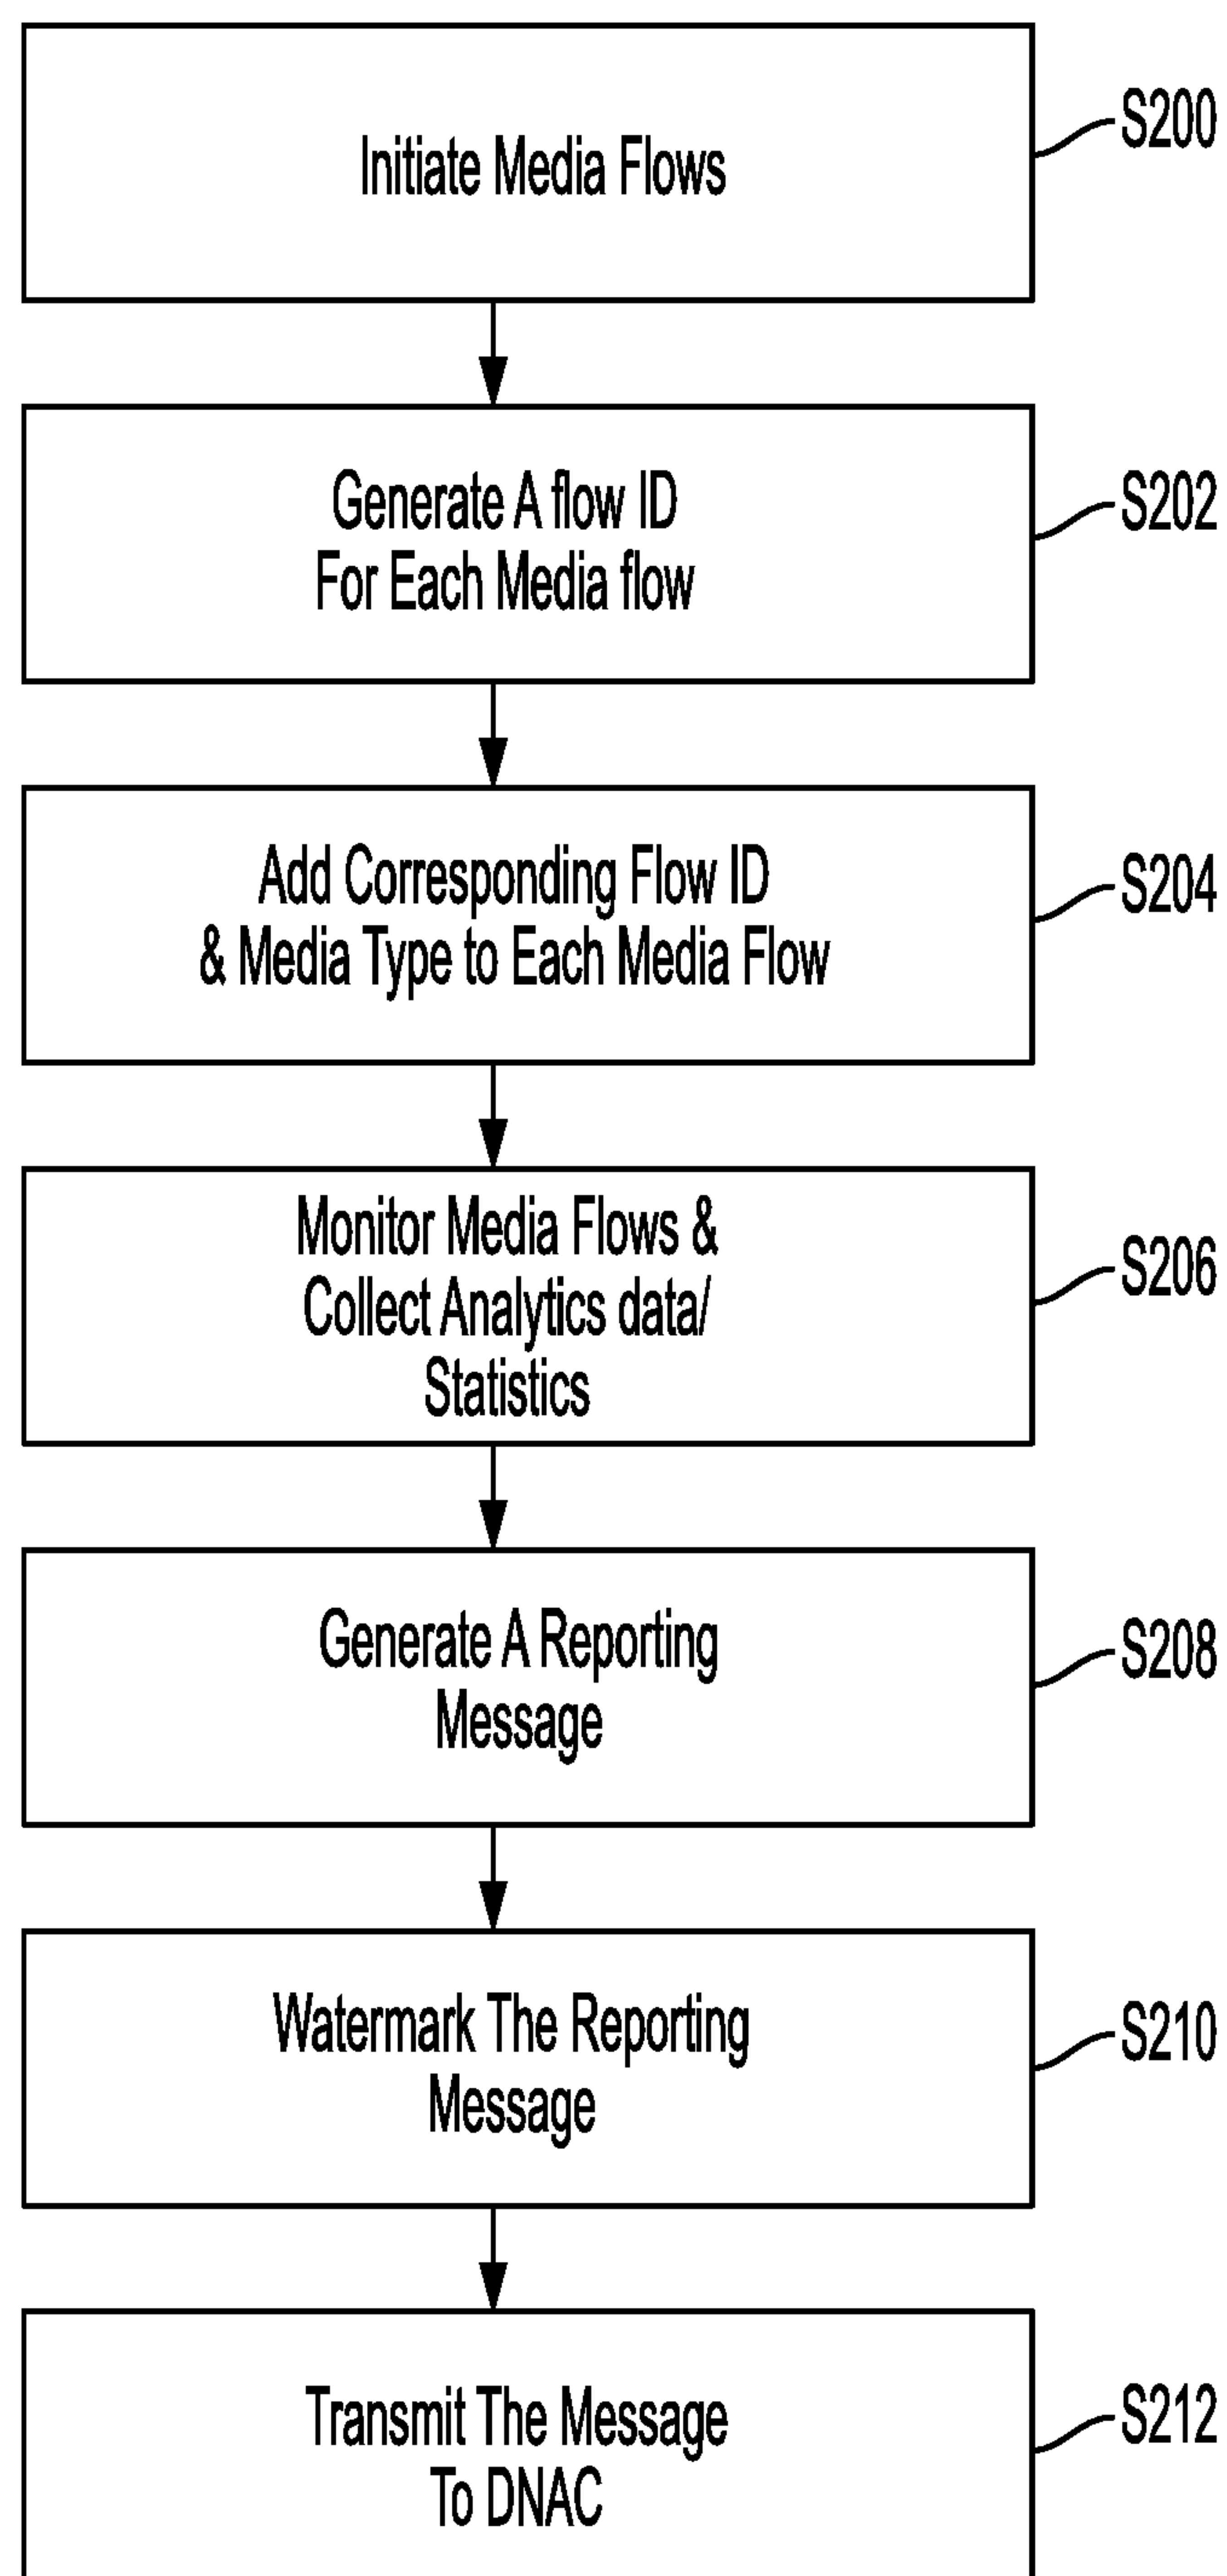 Initiate Media Flows
S200
Generate A flow ID
For Each Media flow
S202
Add Corresponding Flow ID
& Media Type to Each Media Flow
S204
Monitor Media Flows &
Collect Analytics data/
Statistics
S206
Generate A Reporting
Message
S208
Watermark The Reporting
Message
S210
Transmit The Message
To DNAC
S212